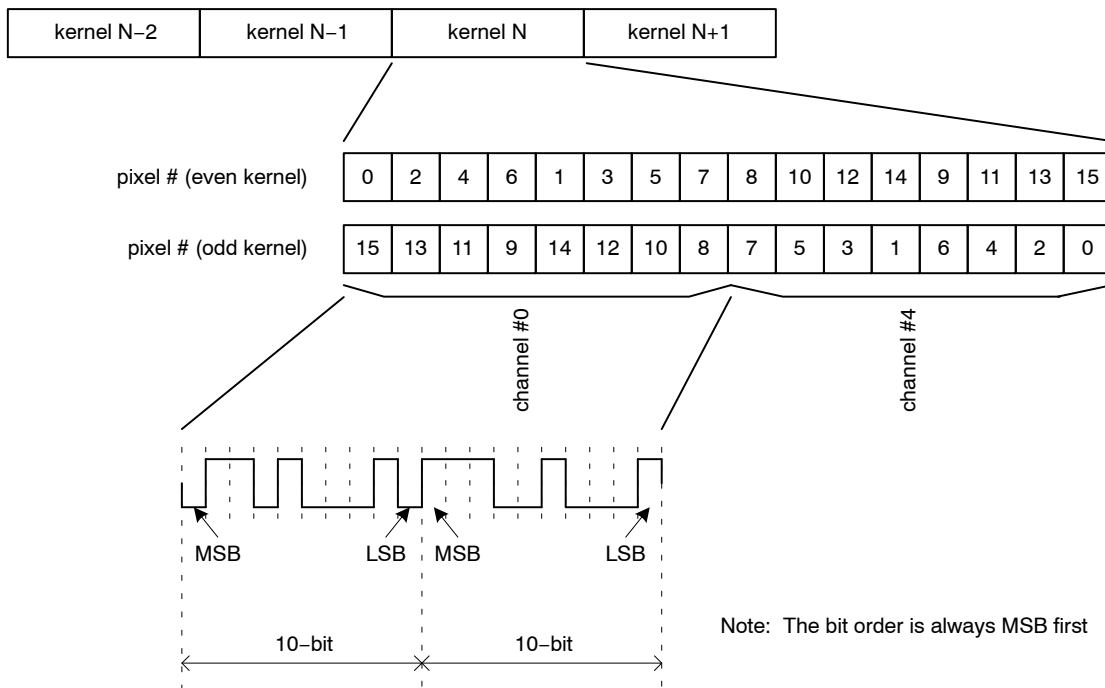 kernel N−2 kernel N−1 kernel N kernel N+1
pixel # (even kernel) 0 2 4 6 1 3 5 7 8 10 12 14 9 11 13 15
pixel # (odd kernel) 15 13 11 9 14 12 10 8 7 5 3 1 6 4 2 0
channel #0
channel #4
MSB LSB MSB LSB
10−bit 10−bit
Note: The bit order is always MSB first